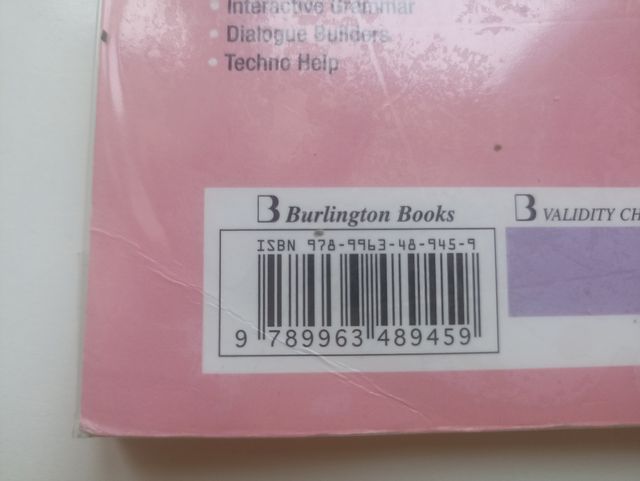 • Interactive Grammar
• Dialogue Builders
• Techno Help
B Burlington Books
B VALIDITY CH
ISBN 978-9963-48-945-9
9 789963 489459